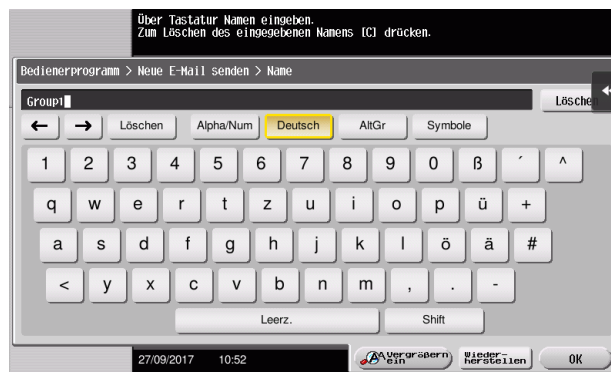 Über Tastatur Namen eingeben.
Zum Löschen des eingegebenen Namens [C] drücken.
Bedienerprogramm > Neue E-Mail senden > Name
Group1
Löschen
← → Löschen Alpha/Num Deutsch AltGr Symbole
1 2 3 4 5 6 7 8 9 0 ß ´ ^
q w e r t z u i o p ü +
a s d f g h j k l ö ä #
< y x c v b n m , . -
Leerz. Shift
27/09/2017 10:52
Vergrößern
ein
Wieder-
herstellen
OK